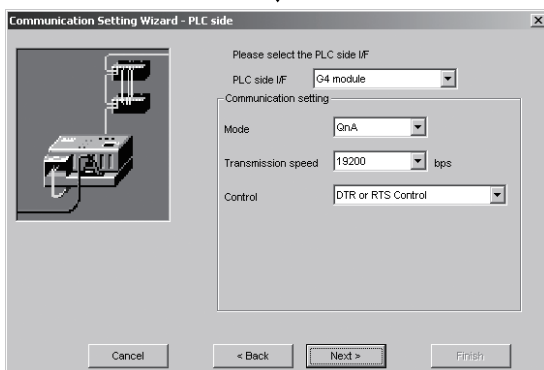 Communication Setting Wizard - PLC side
Please select the PLC side I/F
PLC side I/F G4 module
Communication setting
Mode QnA
Transmission speed 19200 bps
Control DTR or RTS Control
Cancel < Back Next > Finish